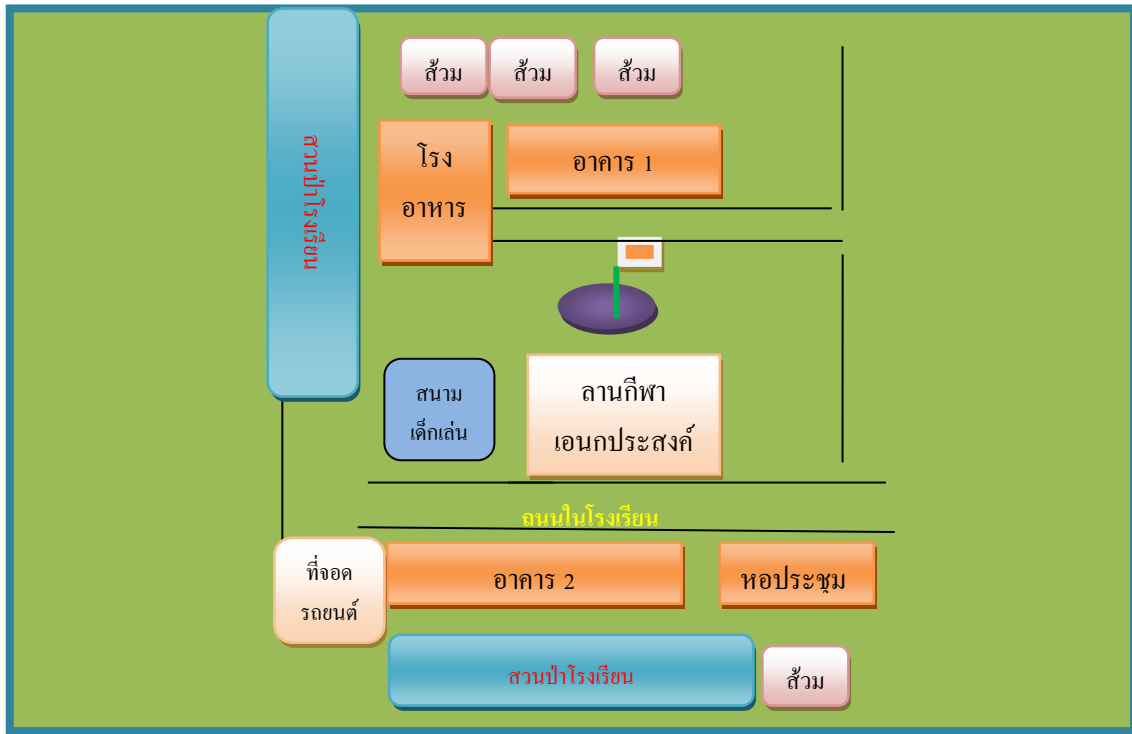 ส้วม
ส้วม
ส้วม
สวนป่าโรงเรียน
โรง
อาหาร
อาคาร 1
สนาม
เด็กเล่น
ลานกีฬา
เอนกประสงค์
ถนนในโรงเรียน
ที่จอด
รถยนต์
อาคาร 2
หอประชุม
สวนป่าโรงเรียน
ส้วม